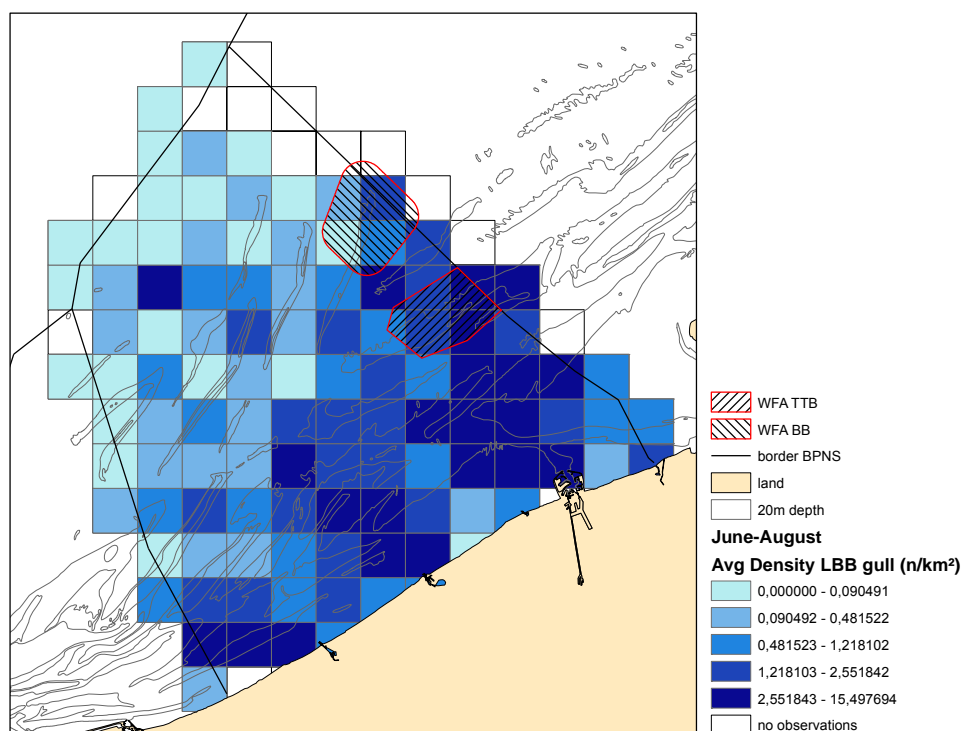 WFA TTB
WFA BB
border BPNS
land
20m depth
June-August
Avg Density LBB gull (n/km²)
0,000000 - 0,090491
0,090492 - 0,481522
0,481523 - 1,218102
1,218103 - 2,551842
2,551843 - 15,497694
no observations